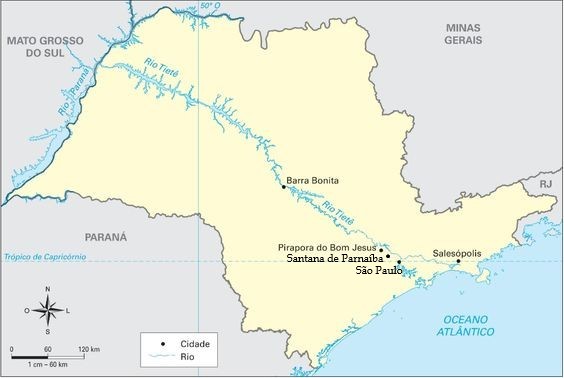 50° O
MATO GROSSO
DO SUL
MINAS
GERAIS
Rio Tietê
Rio Paraná
Barra Bonita
RJ
Rio Tietê
PARANÁ
Pirapora do Bom Jesus
Santana de Parnaíba
Salesópolis
Trópico de Capricórnio
São Paulo
N
O
L
S
OCEANO
ATLÂNTICO
0 60 120 km
1 cm – 60 km
Cidade
Rio